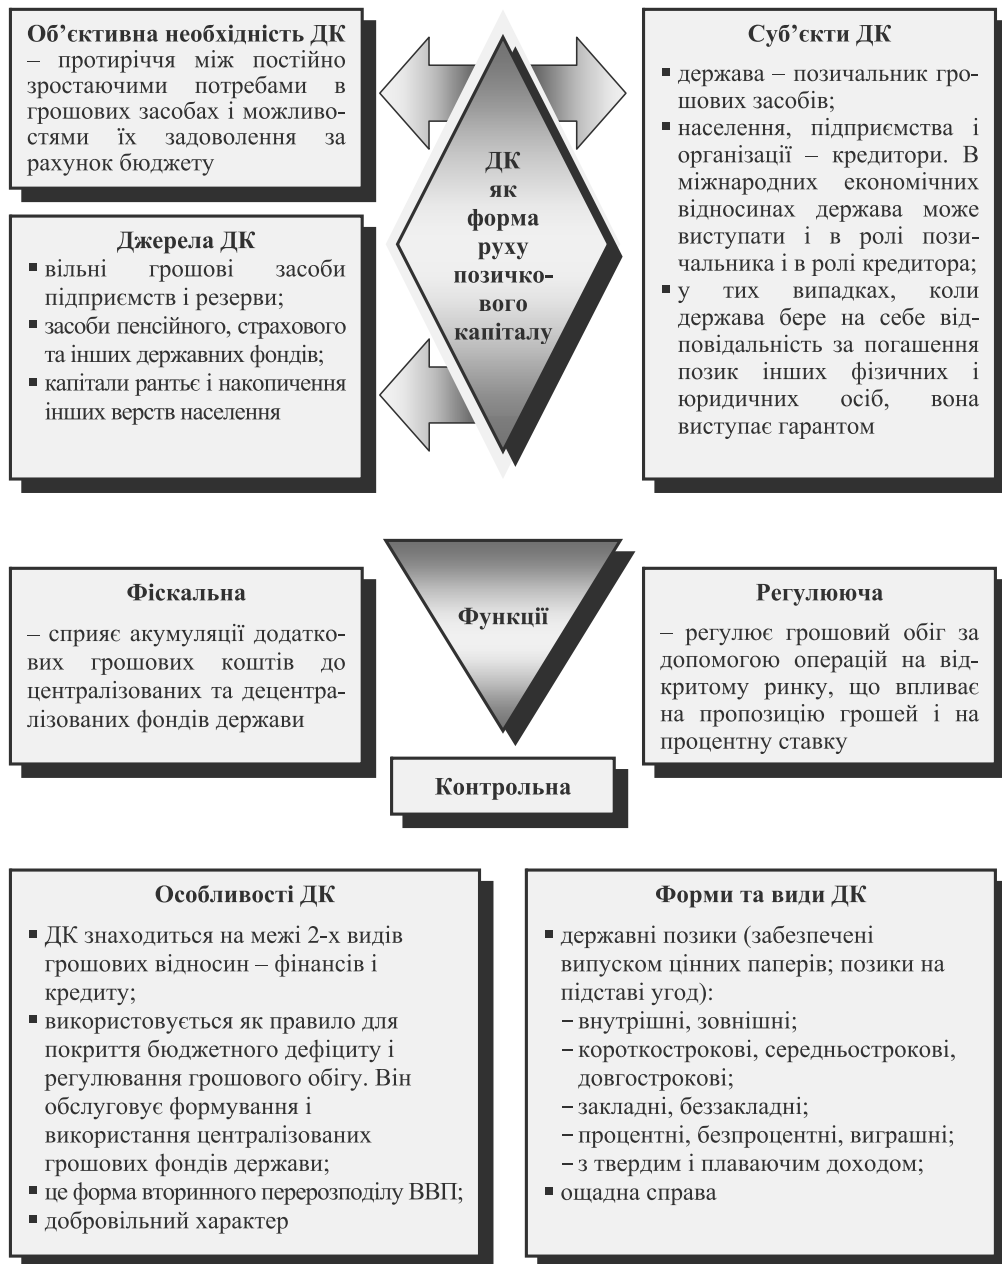 Об’єктивна необхідність ДК
– протиріччя між постійно
зростаючими потребами в
грошових засобах і можливо-
стями їх задоволення за
рахунок бюджету
Джерела ДК
▪ вільні грошові засоби
підприємств і резерви;
▪ засоби пенсійного, страхового
та інших державних фондів;
▪ капітали рантьє і накопичення
інших верств населення
ДК
як
форма
руху
позичко-
вого
капіталу
Суб’єкти ДК
▪ держава – позичальник гро-
шових засобів;
▪ населення, підприємства і
організації – кредитори. В
міжнародних економічних
відносинах держава може
виступати і в ролі пози-
чальника і в ролі кредитора;
▪ у тих випадках, коли
держава бере на себе від-
повідальність за погашення
позик інших фізичних і
юридичних осіб, вона
виступає гарантом
Фіскальна
– сприяє акумуляції додатко-
вих грошових коштів до
централізованих та децентра-
лізованих фондів держави
Функції
Регулююча
– регулює грошовий обіг за
допомогою операцій на від-
критому ринку, що впливає
на пропозицію грошей і на
процентну ставку
Контрольна
Особливості ДК
▪ ДК знаходиться на межі 2-х видів
грошових відносин – фінансів і
кредиту;
▪ використовується як правило для
покриття бюджетного дефіциту і
регулювання грошового обігу. Він
обслуговує формування і
використання централізованих
грошових фондів держави;
▪ це форма вторинного перерозподілу ВВП;
▪ добровільний характер
Форми та види ДК
▪ державні позики (забезпечені
випуском цінних паперів; позики на
підставі угод):
– внутрішні, зовнішні;
– короткострокові, середньострокові,
довгострокові;
– закладні, беззакладні;
– процентні, безпроцентні, виграшні;
– з твердим і плаваючим доходом;
▪ ощадна справа